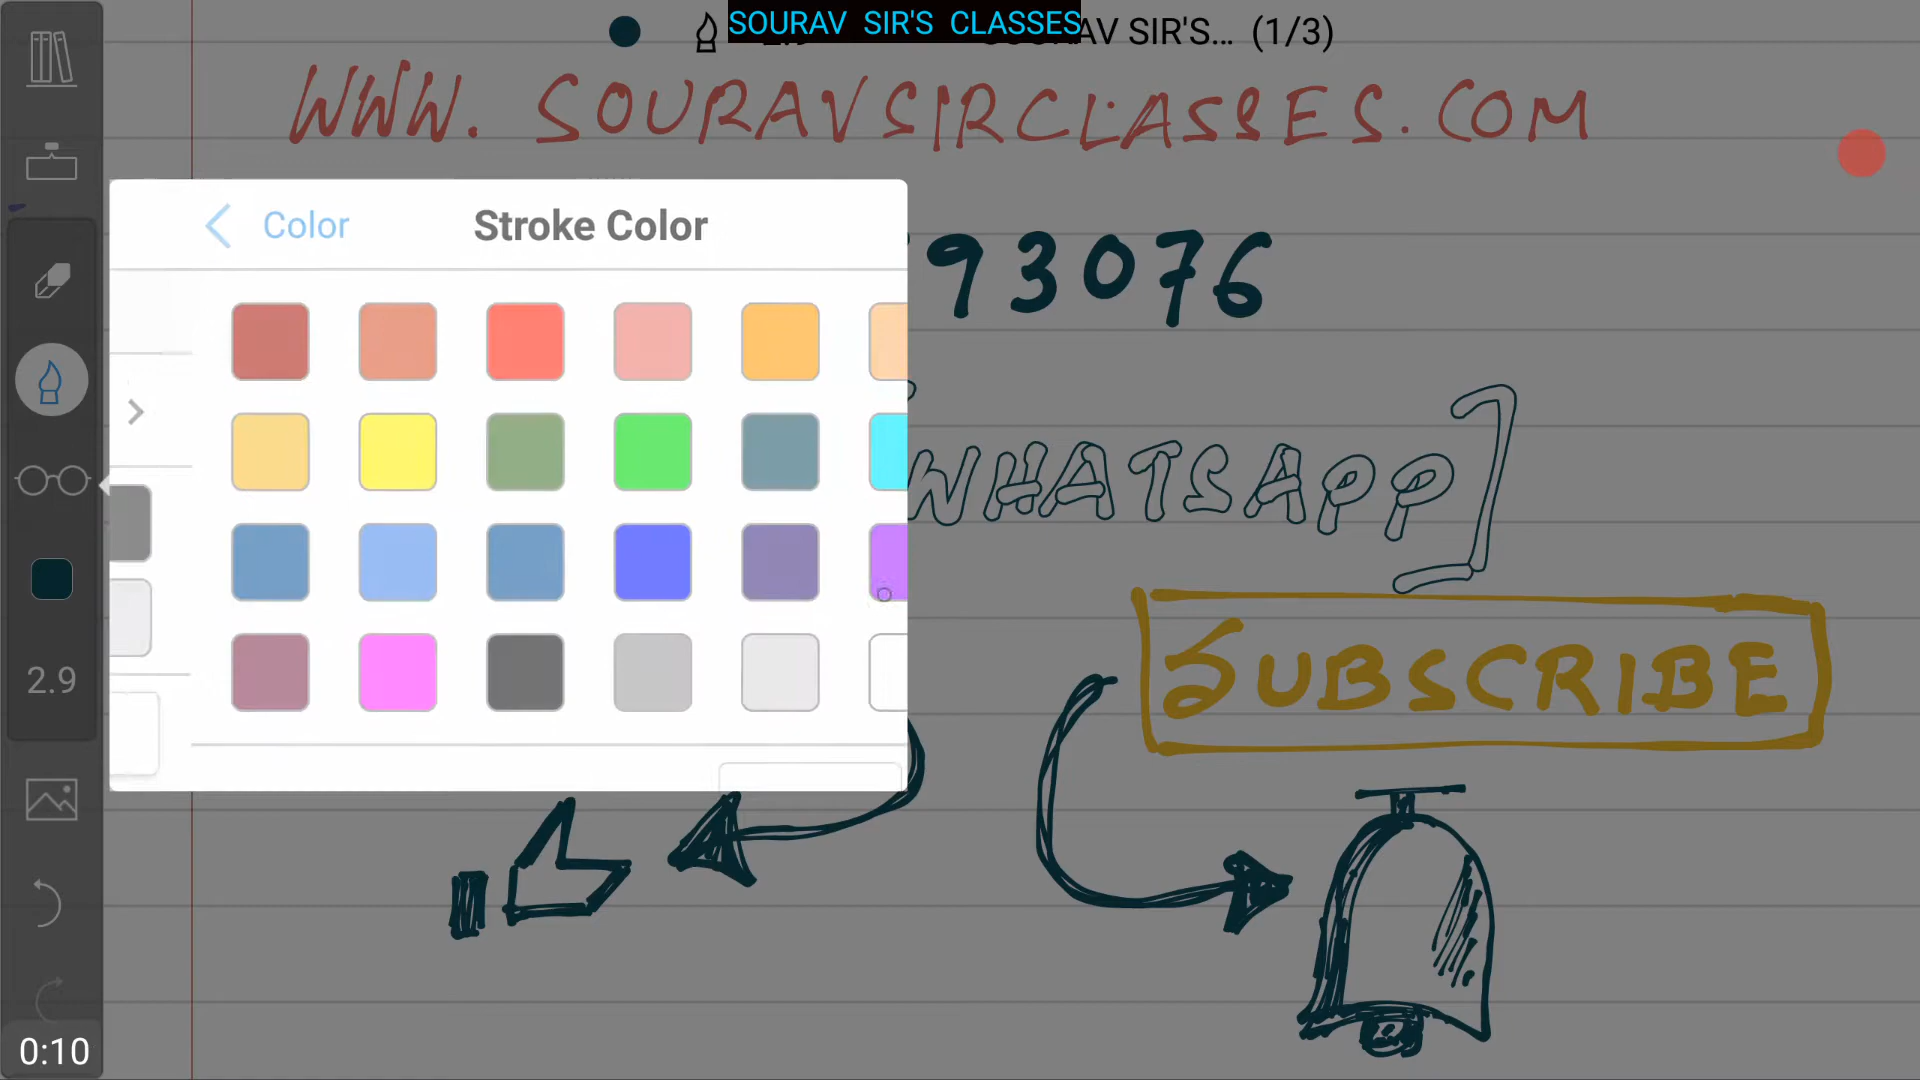 SOURAV SIR'S CLASSES
AV SIR'S... (1/3)
WWW. SOURAVSIRCLASSES.COM
Color
Stroke Color
93076
WHATSAPP]
SUBSCRIBE
2.9
0:10